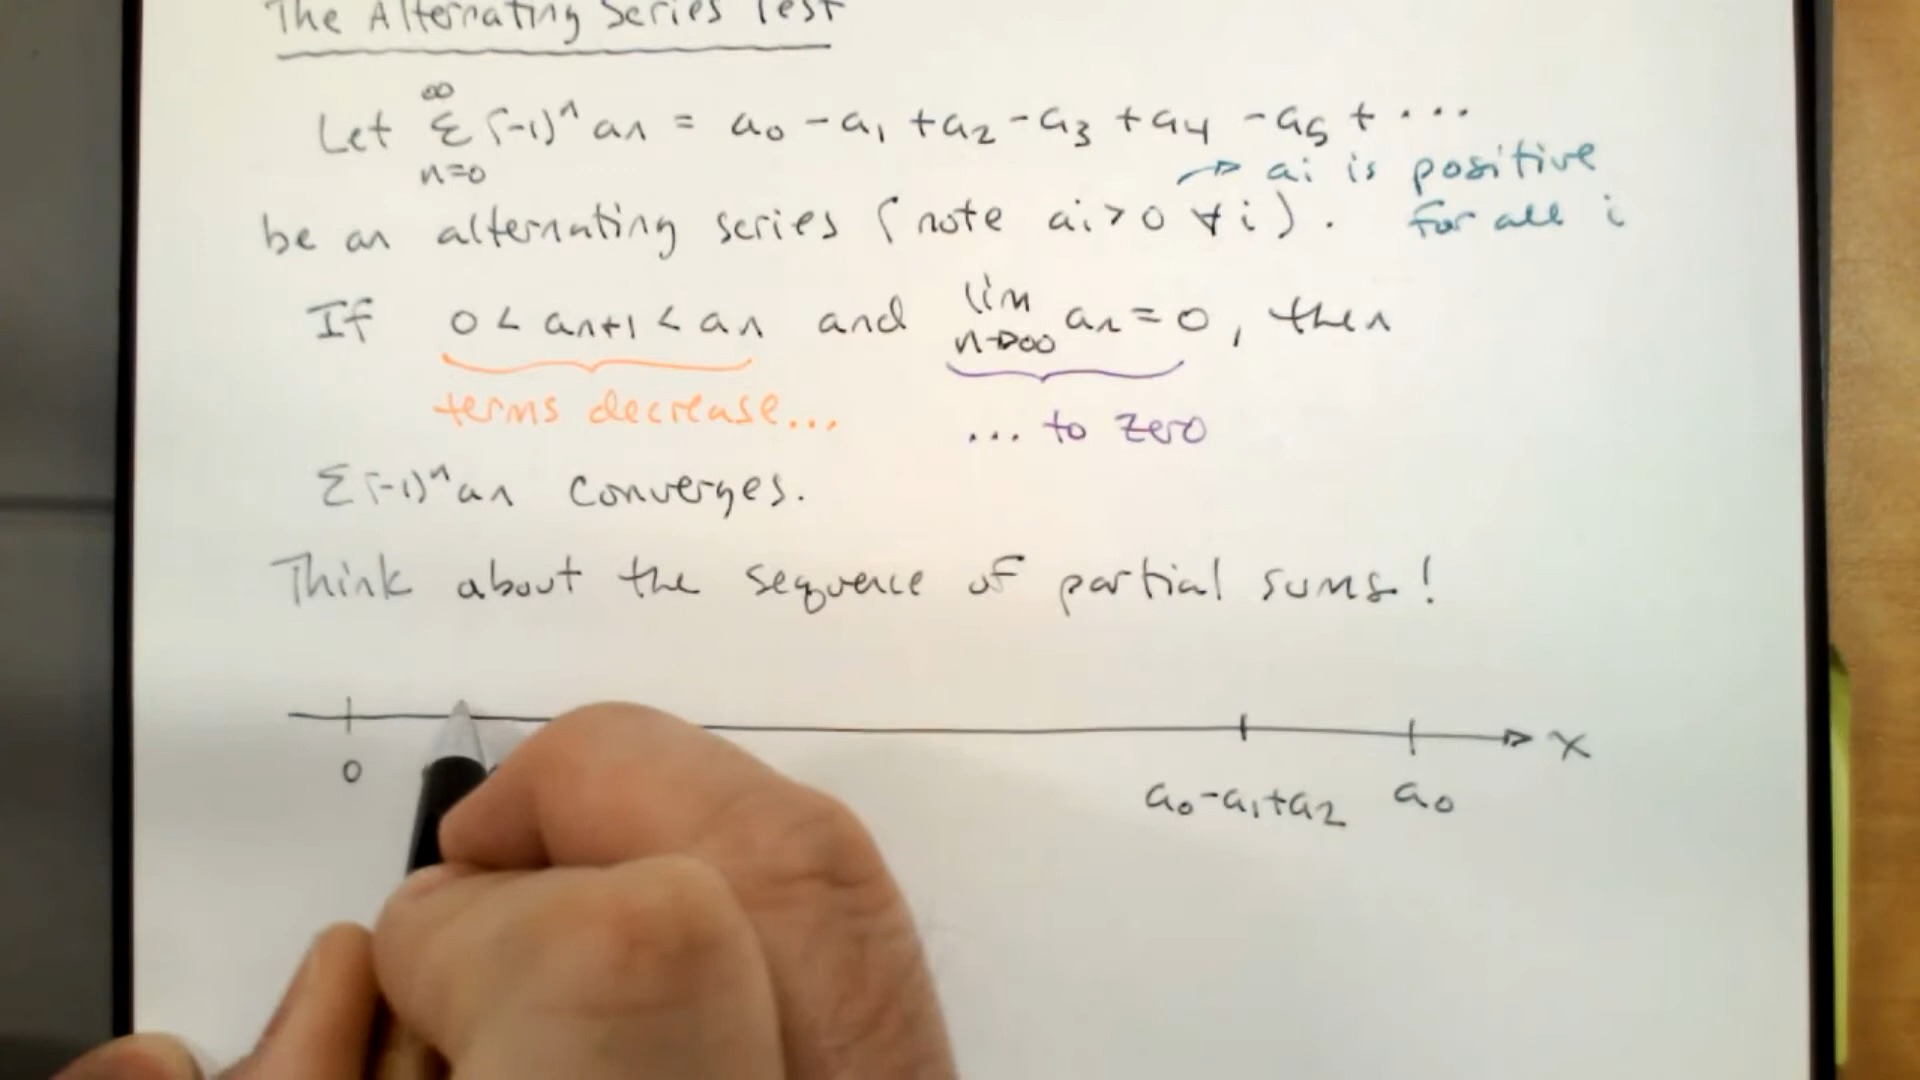 The Alternating Series Test
Let ∞ Σ n=0 (-1)^n an = a0 - a1 + a2 - a3 + a4 - a5 + ...
→ ai is positive for all i
be an alternating series (note ai > 0 ∀ i).
If 0 < an+1 < an and lim n→∞ an = 0, then
terms decrease... ... to zero
Σ(-1)^n an converges.
Think about the sequence of partial sums!
0 a0-a1+a2 a0 x